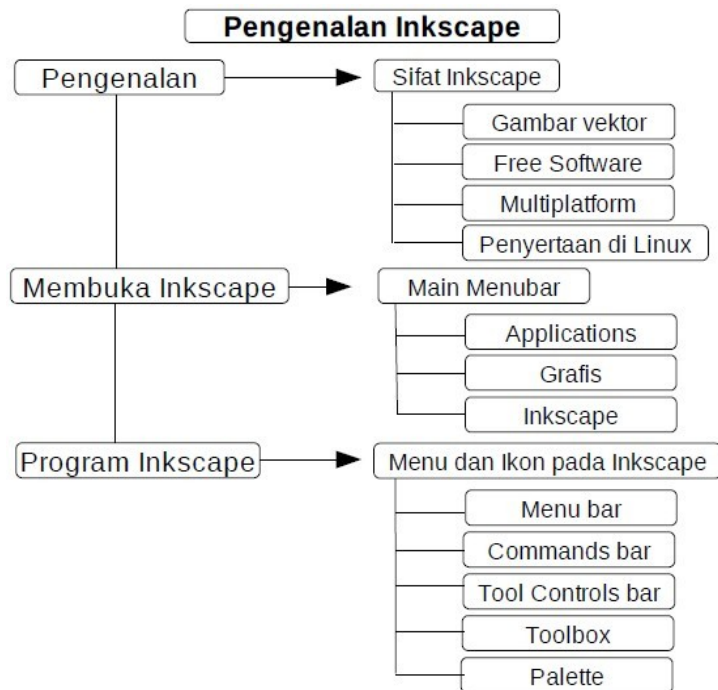 Pengenalan Inkscape
Pengenalan
Sifat Inkscape
Gambar vektor
Free Software
Multiplatform
Penyertaan di Linux
Membuka Inkscape
Main Menubar
Applications
Grafis
Inkscape
Program Inkscape
Menu dan Ikon pada Inkscape
Menu bar
Commands bar
Tool Controls bar
Toolbox
Palette